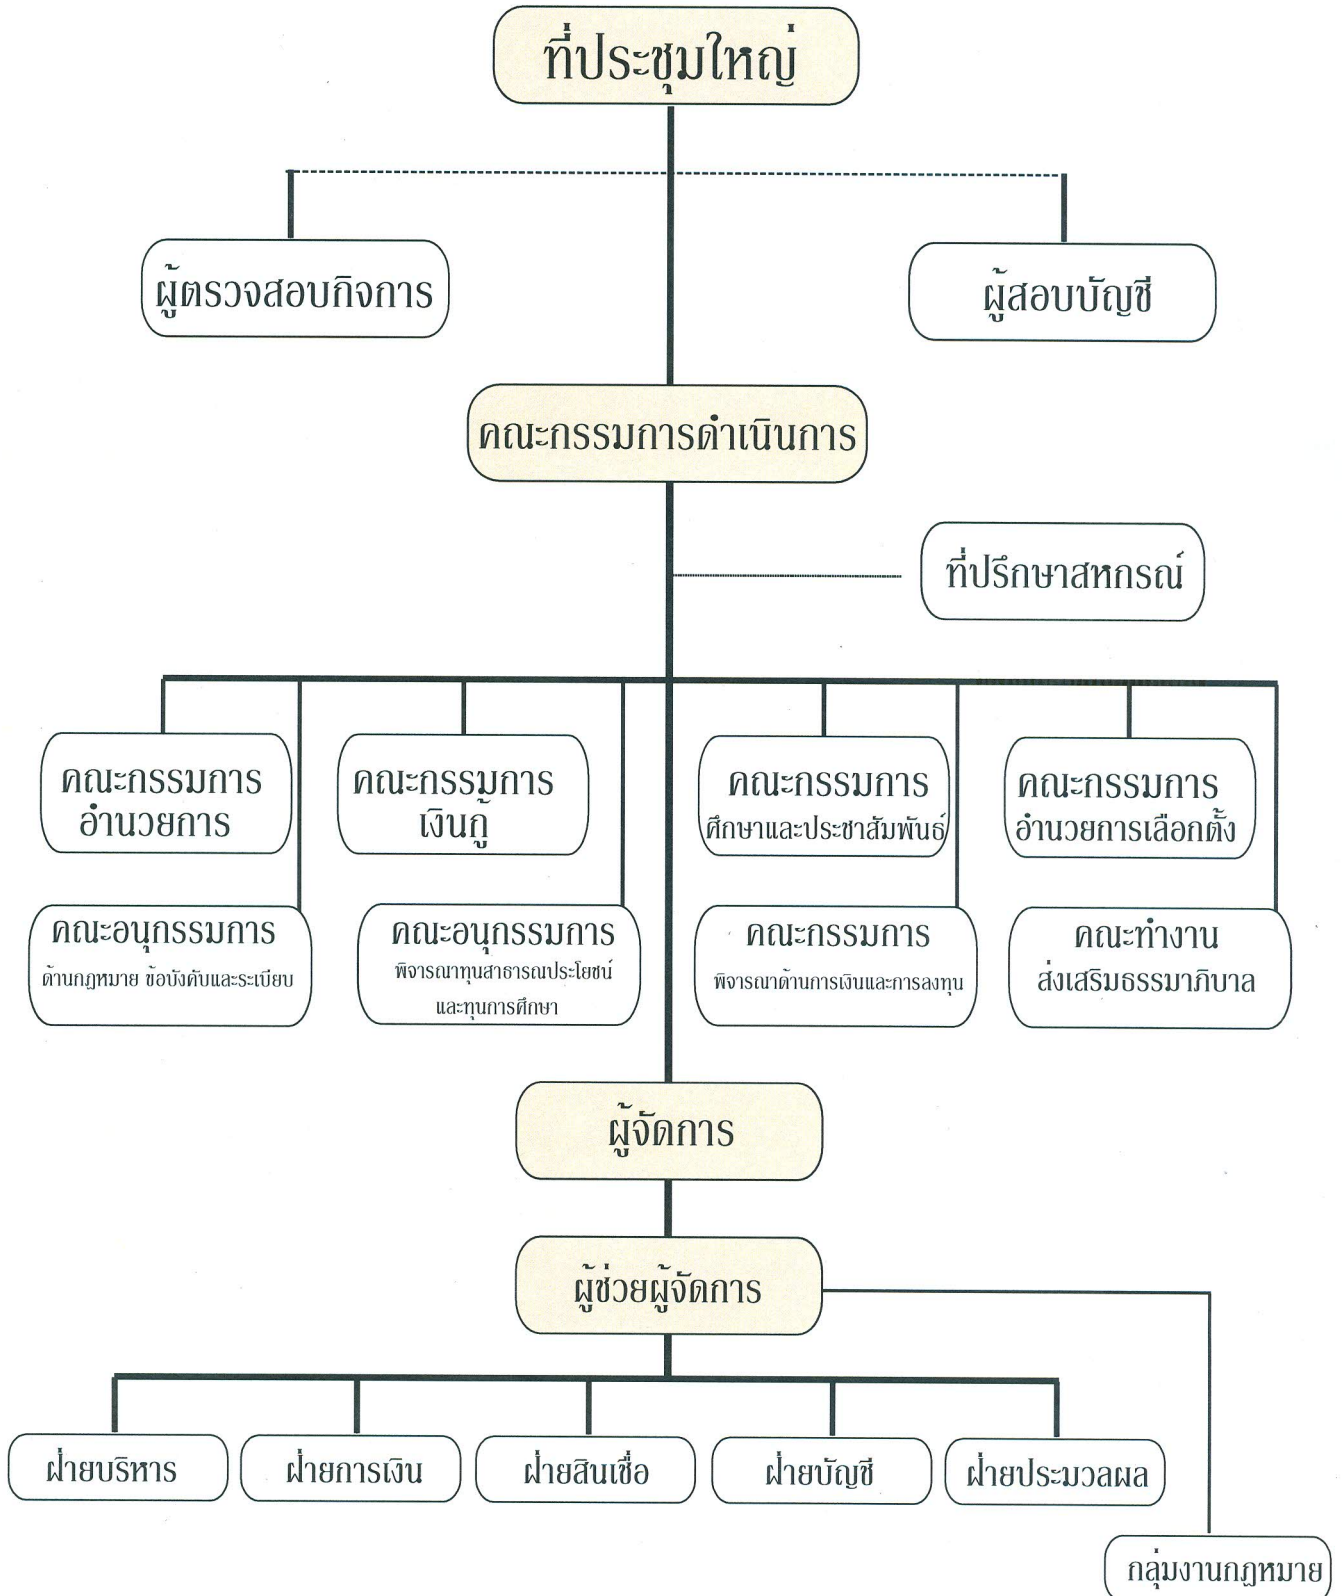 ที่ประชุมใหญ่
ผู้ตรวจสอบกิจการ
ผู้สอบบัญชี
คณะกรรมการดำเนินการ
ที่ปรึกษาสหกรณ์
คณะกรรมการ
อำนวยการ
คณะกรรมการ
เงินกู้
คณะกรรมการ
ศึกษาและประชาสัมพันธ์
คณะกรรมการ
อำนวยการเลือกตั้ง
คณะอนุกรรมการ
ด้านกฎหมาย ข้อบังคับและระเบียบ
คณะอนุกรรมการ
พิจารณาทุนสาธารณประโยชน์
และทุนการศึกษา
คณะกรรมการ
พิจารณาด้านการเงินและการลงทุน
คณะทำงาน
ส่งเสริมธรรมาภิบาล
ผู้จัดการ
ผู้ช่วยผู้จัดการ
ฝ่ายบริหาร
ฝ่ายการเงิน
ฝ่ายสินเชื่อ
ฝ่ายบัญชี
ฝ่ายประมวลผล
กลุ่มงานกฎหมาย